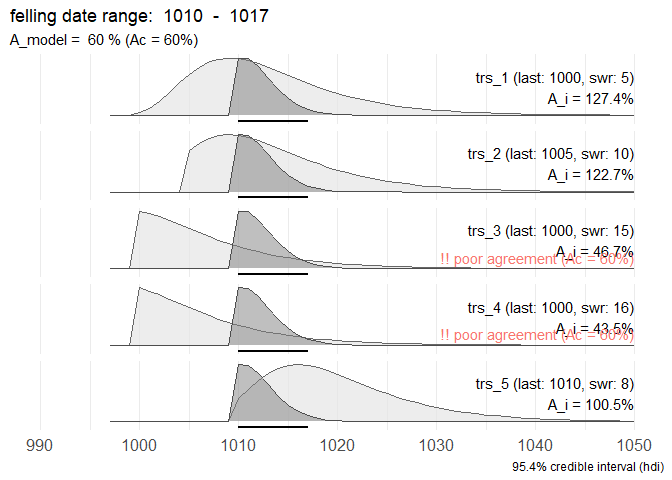 felling date range:  1010  -  1017
A_model =  60 % (Ac = 60%)
trs_1 (last: 1000, swr: 5)
A_i = 127.4%
trs_2 (last: 1005, swr: 10)
A_i = 122.7%
trs_3 (last: 1000, swr: 15)
A_i = 46.7%
!! poor agreement (Ac = 60%)
trs_4 (last: 1000, swr: 16)
A_i = 43.5%
!! poor agreement (Ac = 60%)
trs_5 (last: 1010, swr: 8)
A_i = 100.5%
990 1000 1010 1020 1030 1040 1050
95.4% credible interval (hdi)